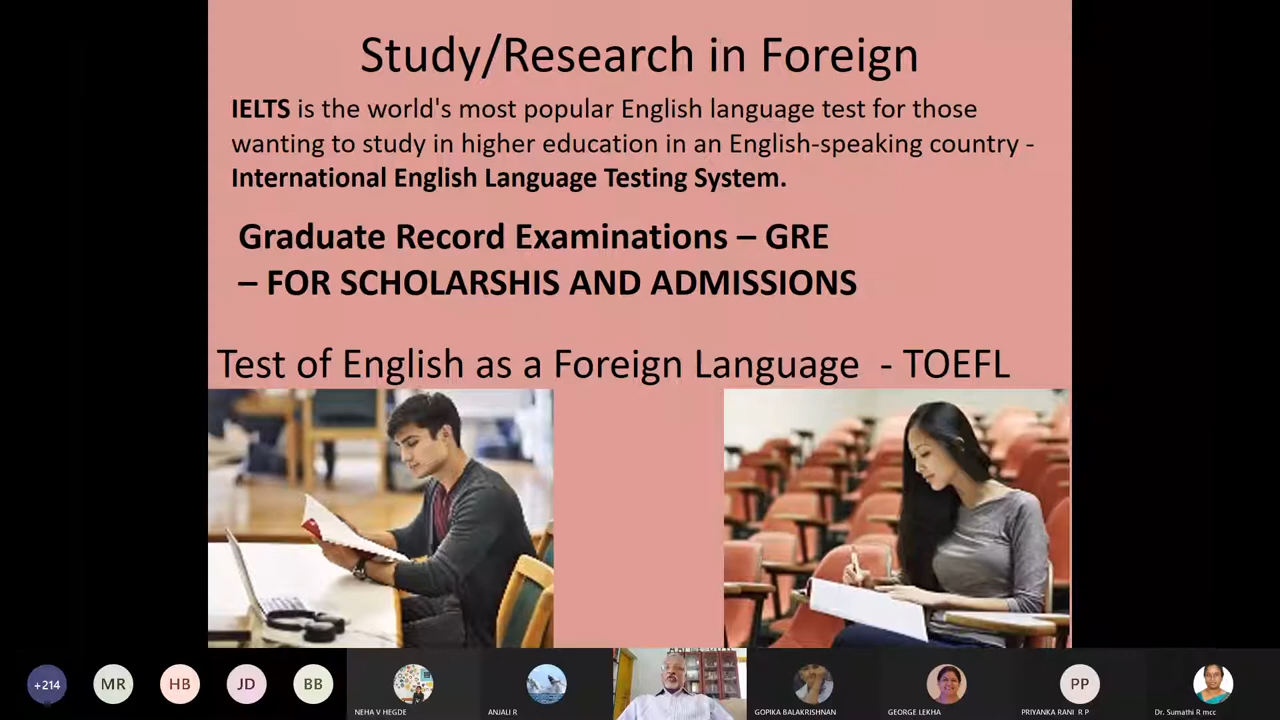 Study/Research in Foreign
IELTS is the world's most popular English language test for those
wanting to study in higher education in an English-speaking country -
International English Language Testing System.
Graduate Record Examinations – GRE
– FOR SCHOLARSHIS AND ADMISSIONS
Test of English as a Foreign Language - TOEFL
+214
MR
HB
JD
BB
PP
NEHA V HEGDE
ANJALI R
GOPIKA BALAKRISHNAN
GEORGE LEKHA
PRIYANKA RANI R P
Dr. Sumathi R mcc